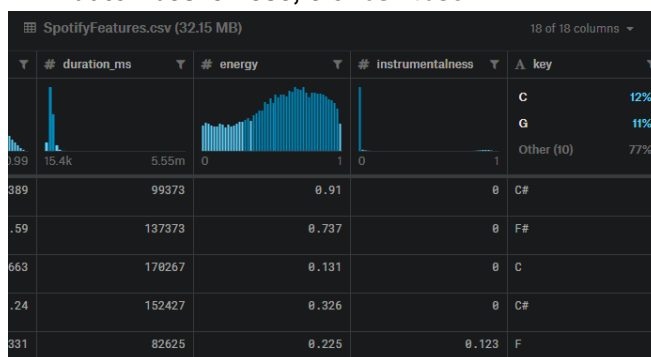 SpotifyFeatures.csv (32.15 MB) 18 of 18 columns
# duration_ms # energy # instrumentalness A key
C 12%
G 11%
Other (10) 77%
0.99 15.4k 5.55m 0 1 0 1
389 99373 0.91 0 C#
.59 137373 0.737 0 F#
663 170267 0.131 0 C
.24 152427 0.326 0 C#
331 82625 0.225 0.123 F